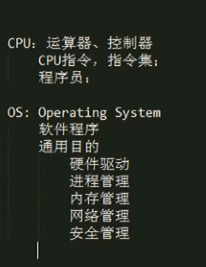 CPU：运算器、控制器
CPU指令，指令集；
程序员；
OS: Operating System
软件程序
通用目的
硬件驱动
进程管理
内存管理
网络管理
安全管理